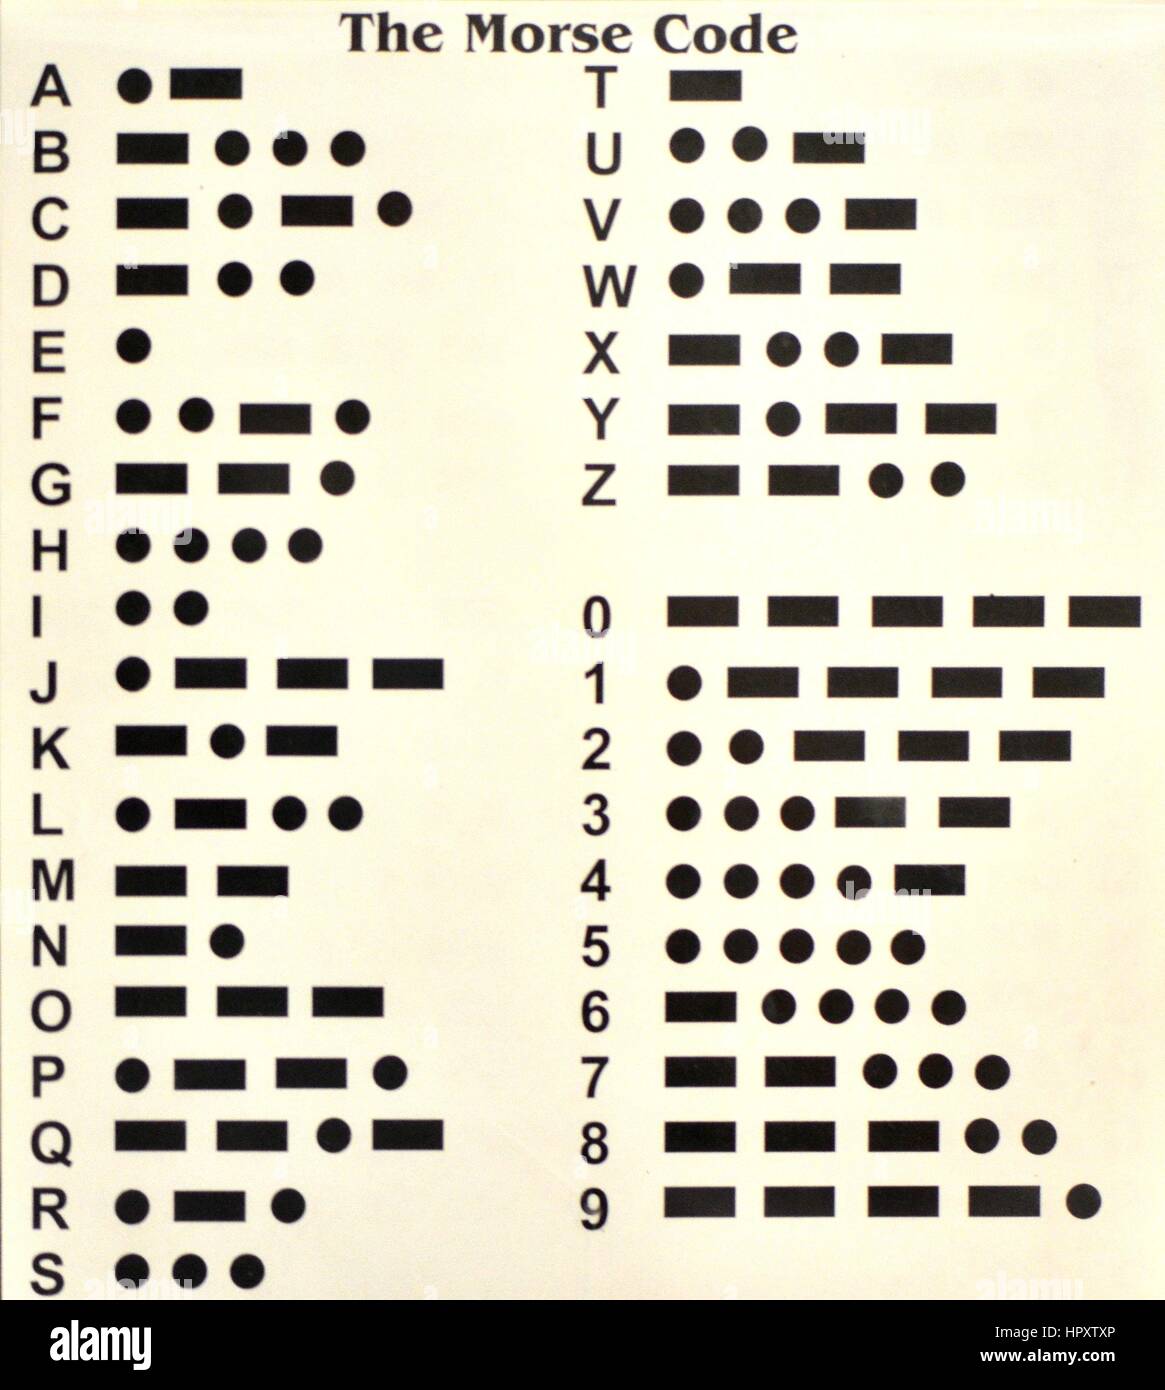 The Morse Code
A ● ▬
B ▬ ● ● ●
C ▬ ● ▬ ●
D ▬ ● ●
E ●
F ● ● ▬ ●
G ▬ ▬ ●
H ● ● ● ●
I ● ●
J ● ▬ ▬ ▬
K ▬ ● ▬
L ● ▬ ● ●
M ▬ ▬
N ▬ ●
O ▬ ▬ ▬
P ● ▬ ▬ ●
Q ▬ ▬ ● ▬
R ● ▬ ●
S ● ● ●
T ▬
U ● ● ▬
V ● ● ● ▬
W ● ▬ ▬
X ▬ ● ● ▬
Y ▬ ● ▬ ▬
Z ▬ ▬ ● ●
0 ▬ ▬ ▬ ▬ ▬
1 ● ▬ ▬ ▬ ▬
2 ● ● ▬ ▬ ▬
3 ● ● ● ▬ ▬
4 ● ● ● ● ▬
5 ● ● ● ● ●
6 ▬ ● ● ● ●
7 ▬ ▬ ● ● ●
8 ▬ ▬ ▬ ● ●
9 ▬ ▬ ▬ ▬ ●
alamy
Image ID: HPXTXP
www.alamy.com